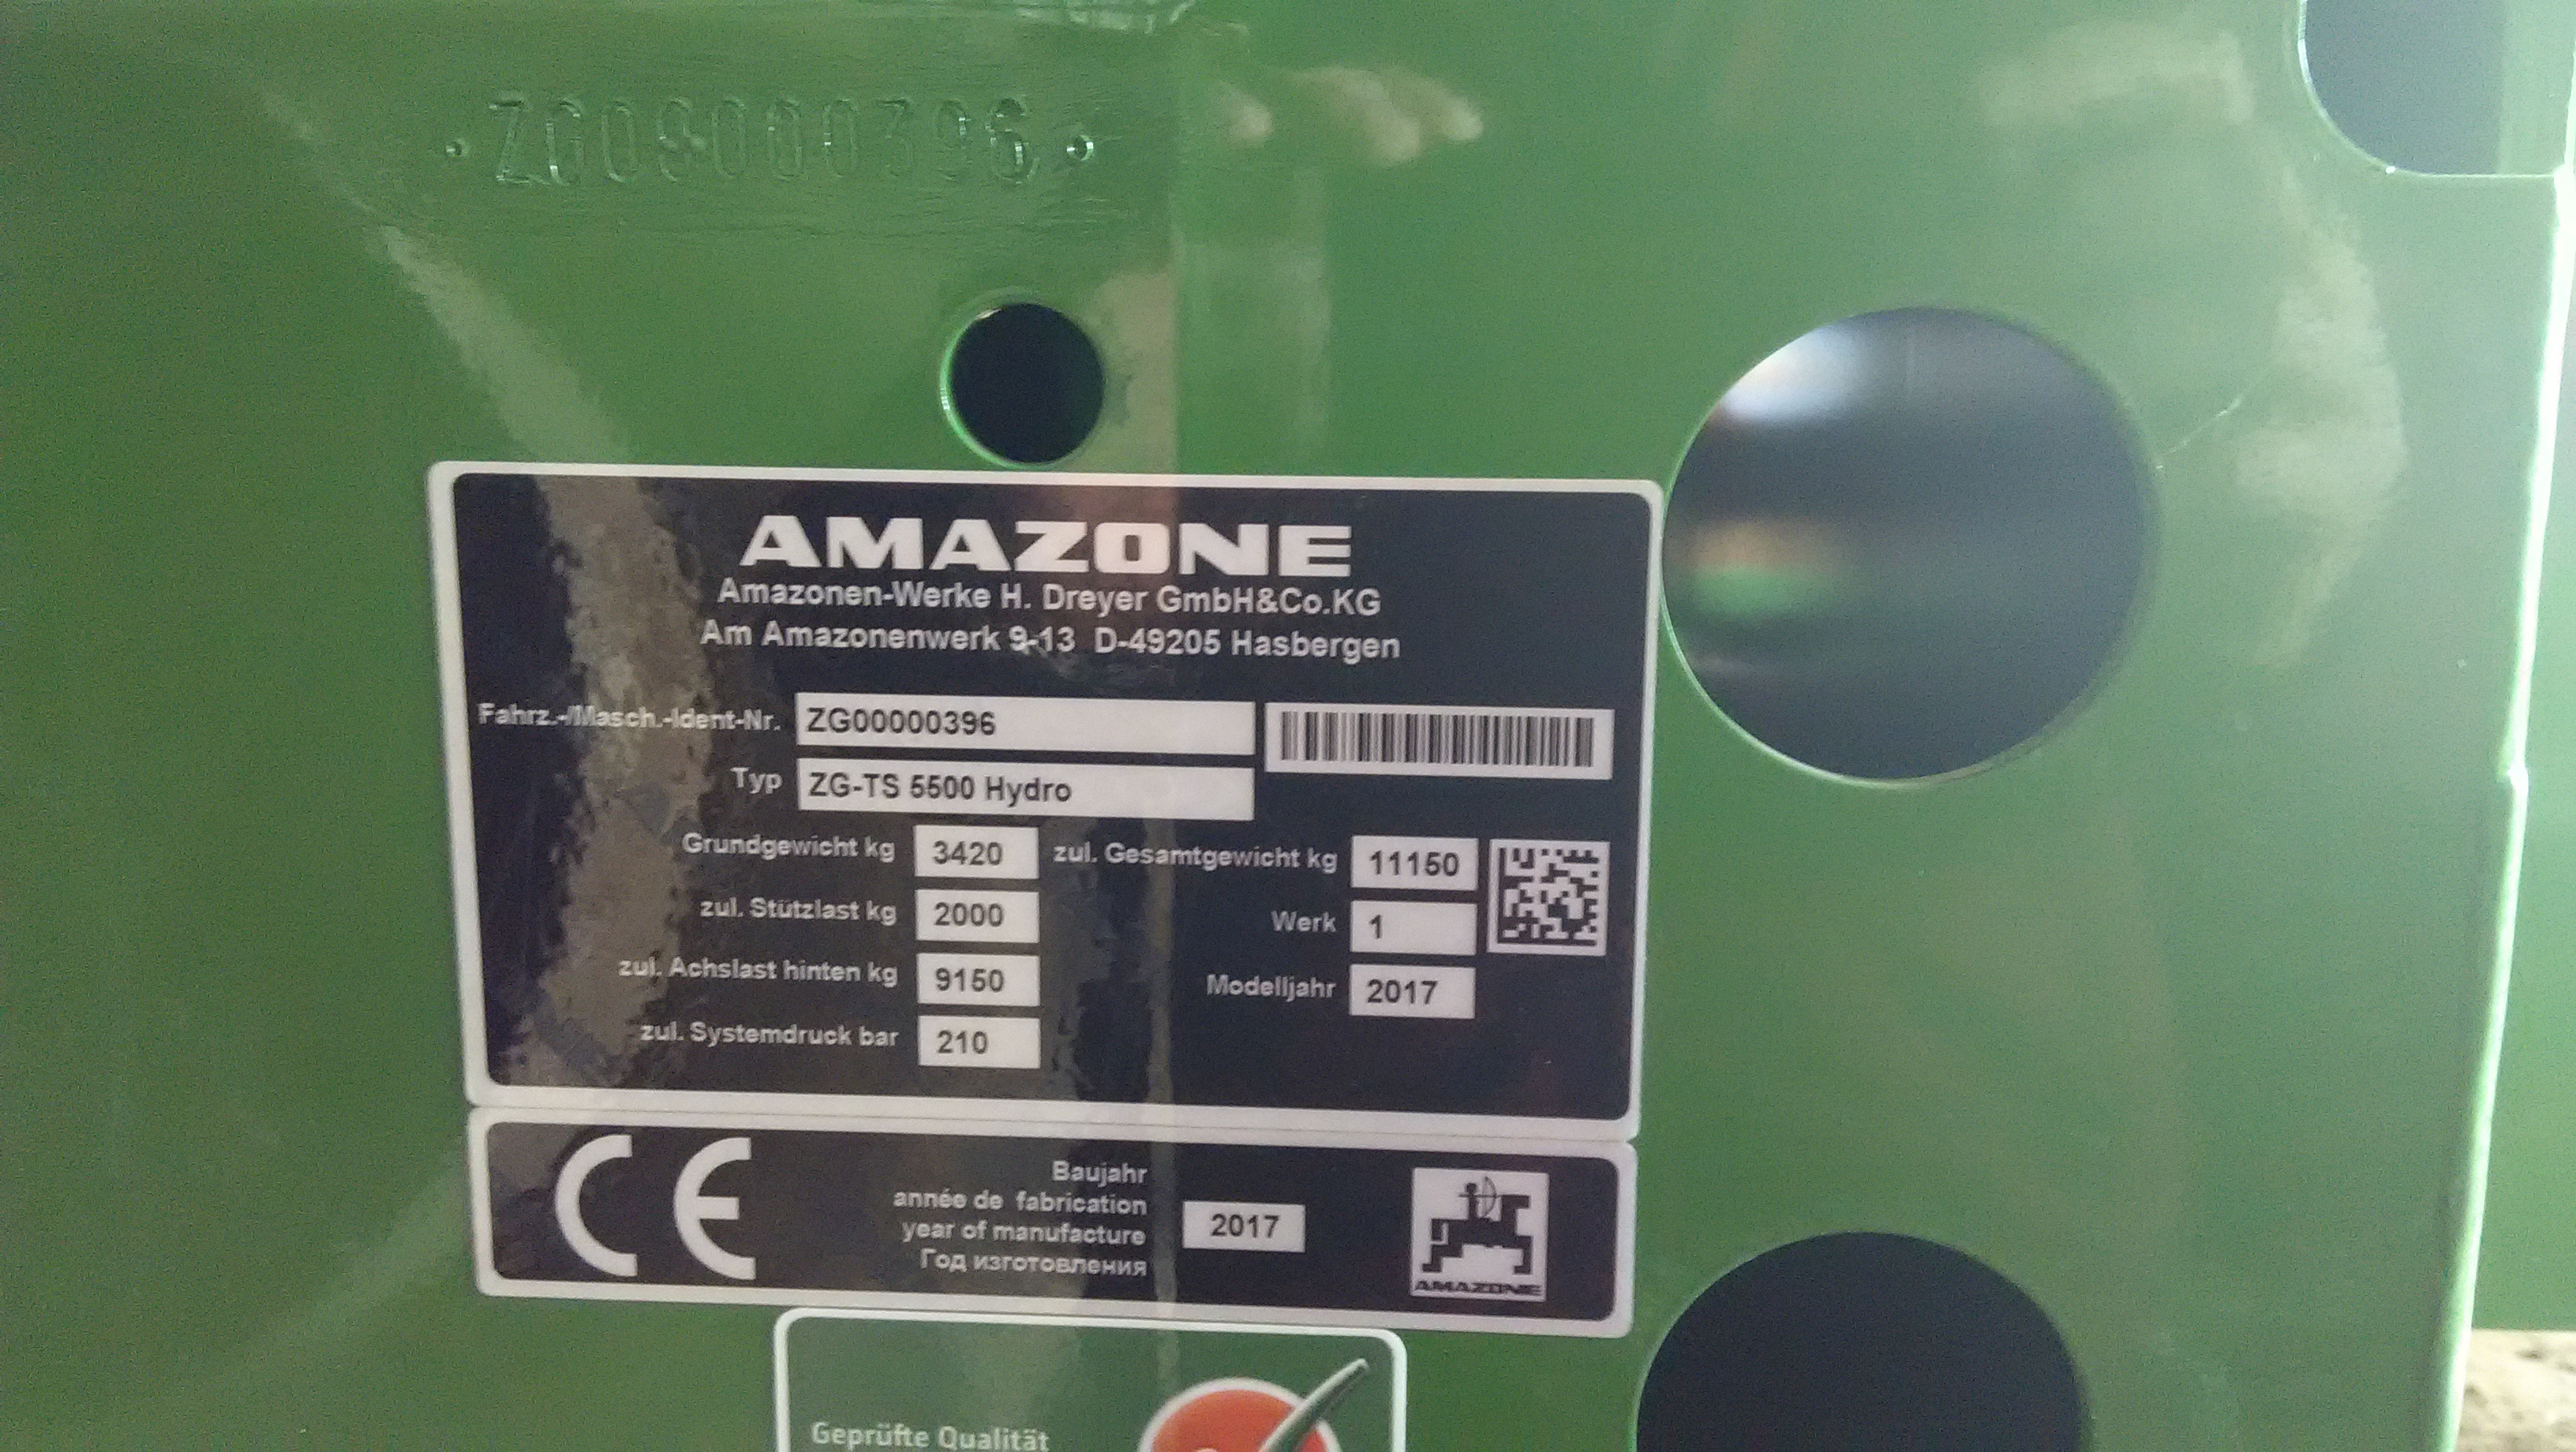 ZG00000396
AMAZONE
Amazonen-Werke H. Dreyer GmbH&Co.KG
Am Amazonenwerk 9-13 D-49205 Hasbergen
Fahrz.-/Masch.-Ident-Nr. ZG00000396
Typ ZG-TS 5500 Hydro
Grundgewicht kg 3420 zul. Gesamtgewicht kg 11150
zul. Stützlast kg 2000 Werk 1
zul. Achslast hinten kg 9150 Modelljahr 2017
zul. Systemdruck bar 210
CE
Baujahr
année de fabrication
year of manufacture 2017
Год изготовления
AMAZONE
Geprüfte Qualität